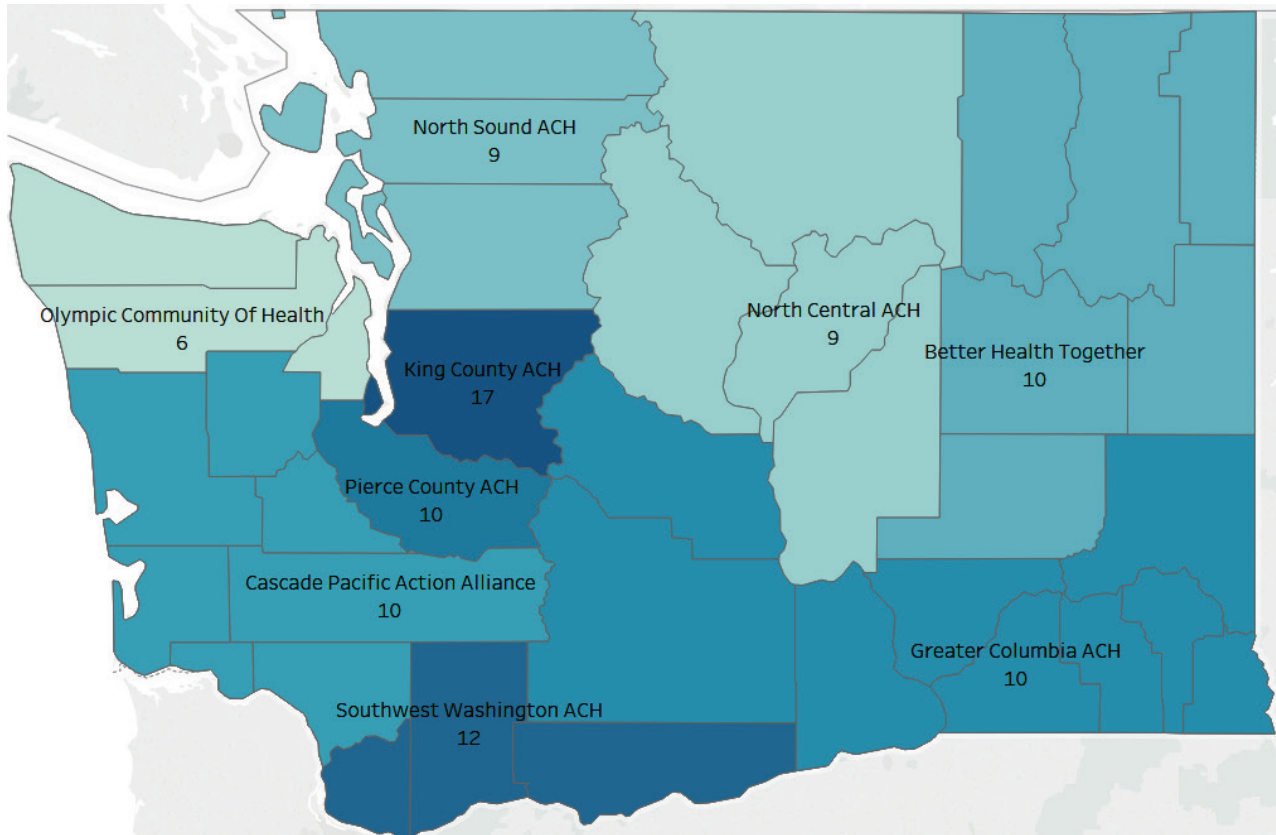 North Sound ACH
9
Olympic Community Of Health
6
North Central ACH
9
King County ACH
17
Better Health Together
10
Pierce County ACH
10
Cascade Pacific Action Alliance
10
Greater Columbia ACH
10
Southwest Washington ACH
12